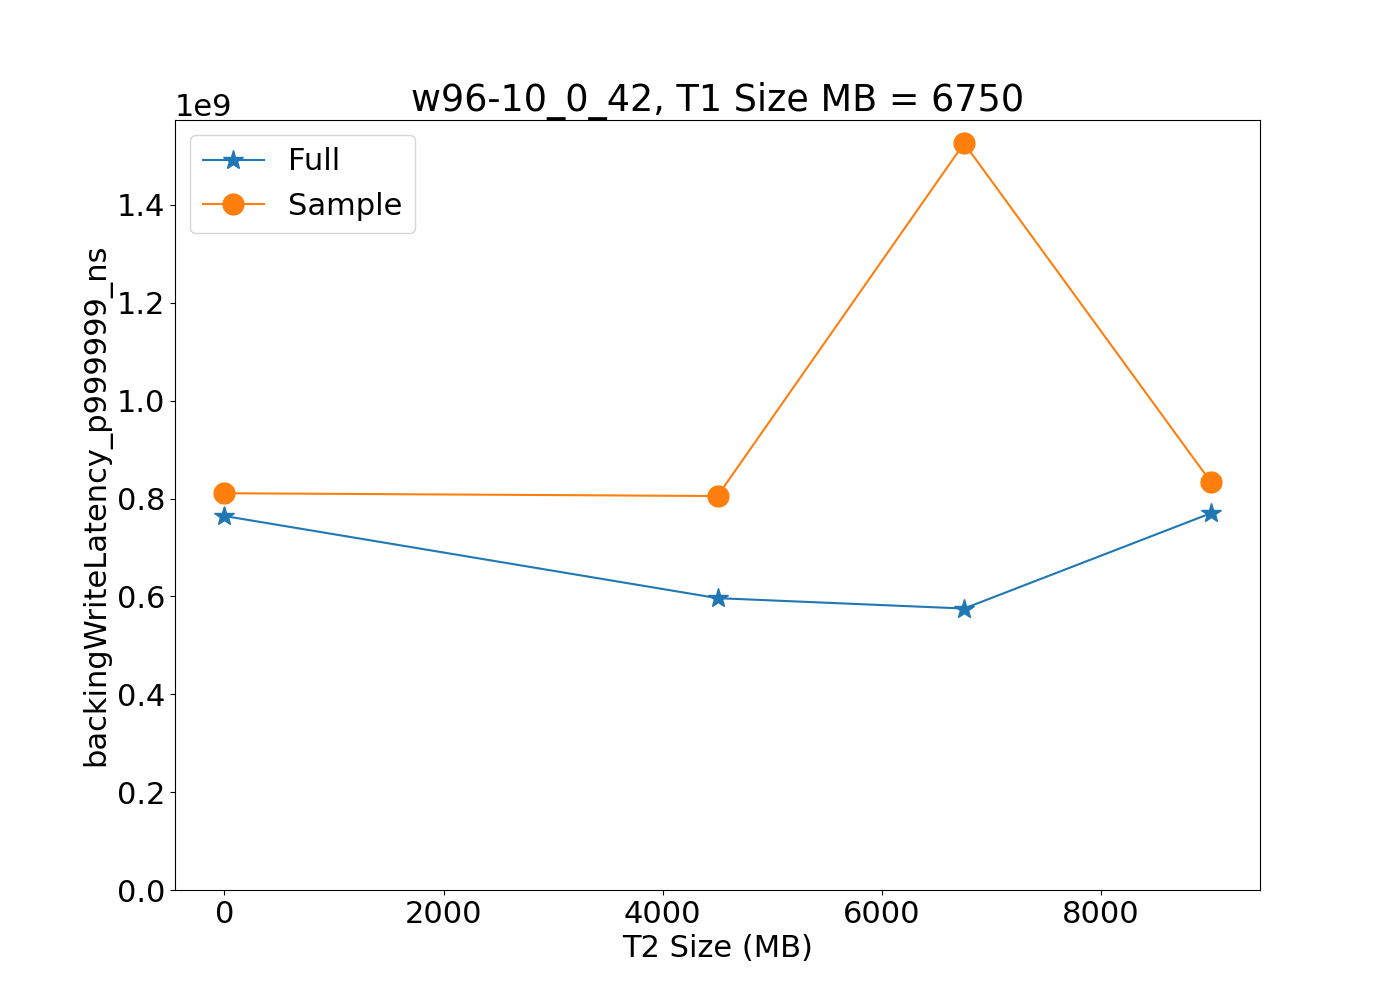 w96-10_0_42, T1 Size MB = 6750
1e9
Full
Sample
1.4
1.2
1.0
0.8
0.6
0.4
0.2
0.0
backingWriteLatency_p999999_ns
0 2000 4000 6000 8000
T2 Size (MB)